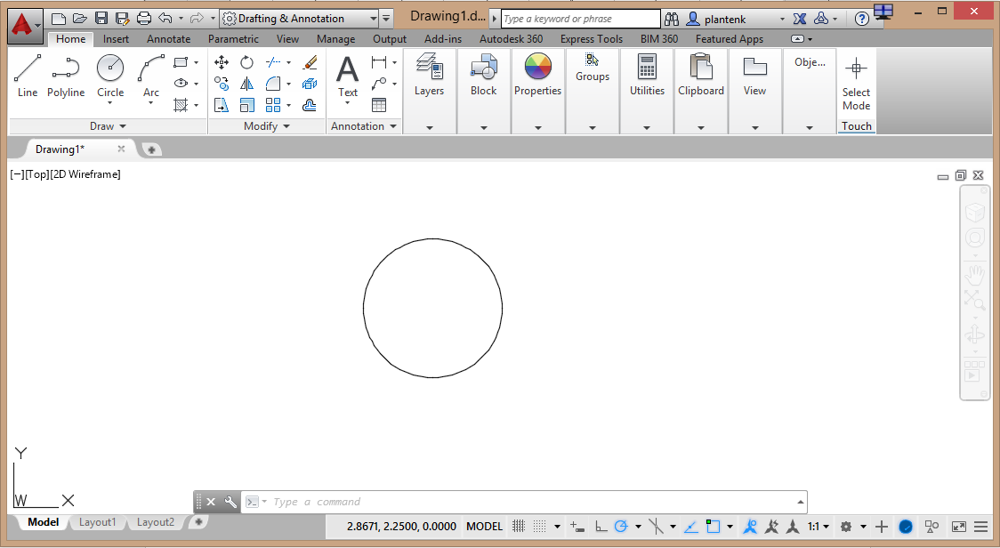 Drafting & Annotation
Drawing1.d...
Type a keyword or phrase
plantenk
Home Insert Annotate Parametric View Manage Output Add-ins Autodesk 360 Express Tools BIM 360 Featured Apps
Line Polyline Circle Arc
Text
Layers
Block
Properties
Groups
Utilities
Clipboard
View
Obje...
Select
Mode
Draw Modify Annotation Touch
Drawing1*
[−][Top][2D Wireframe]
Y
W X
Type a command
Model Layout1 Layout2
2.8671, 2.2500, 0.0000 MODEL 1:1